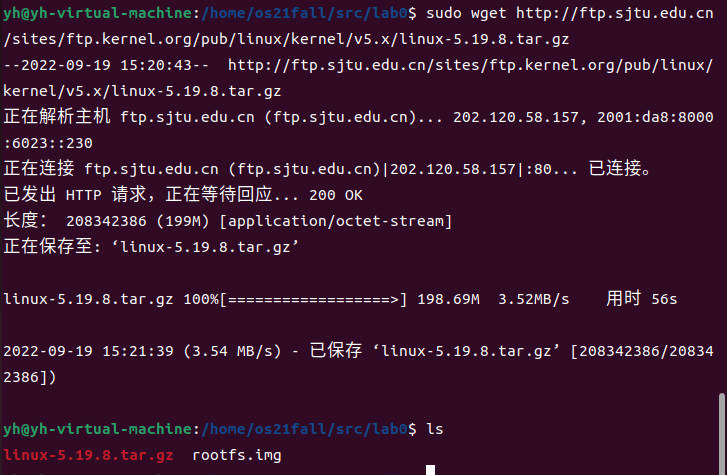 yh@yh-virtual-machine:/home/os21fall/src/lab0$ sudo wget http://ftp.sjtu.edu.cn
/sites/ftp.kernel.org/pub/linux/kernel/v5.x/linux-5.19.8.tar.gz
--2022-09-19 15:20:43--  http://ftp.sjtu.edu.cn/sites/ftp.kernel.org/pub/linux/
kernel/v5.x/linux-5.19.8.tar.gz
正在解析主机 ftp.sjtu.edu.cn (ftp.sjtu.edu.cn)... 202.120.58.157, 2001:da8:8000
:6023::230
正在连接 ftp.sjtu.edu.cn (ftp.sjtu.edu.cn)|202.120.58.157|:80... 已连接。
已发出 HTTP 请求，正在等待回应... 200 OK
长度： 208342386 (199M) [application/octet-stream]
正在保存至: ‘linux-5.19.8.tar.gz’
linux-5.19.8.tar.gz 100%[==================>] 198.69M  3.52MB/s    用时 56s
2022-09-19 15:21:39 (3.54 MB/s) - 已保存 ‘linux-5.19.8.tar.gz’ [208342386/20834
2386])
yh@yh-virtual-machine:/home/os21fall/src/lab0$ ls
linux-5.19.8.tar.gz  rootfs.img